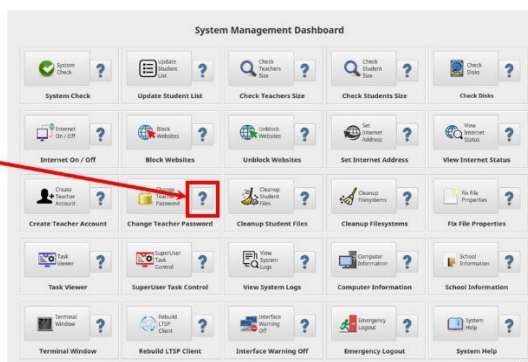 System Management Dashboard
System Check
?
Update Student List
?
Check Teachers Size
?
Check Student Size
?
Check Disks
?
System Check
Update Student List
Check Teachers Size
Check Students Size
Check Disks
Internet On / Off
?
Block Websites
?
Unblock Websites
?
Set Internet Address
?
View Internet Status
?
Internet On / Off
Block Websites
Unblock Websites
Set Internet Address
View Internet Status
Create Teacher Account
?
Change Teacher Password
?
Cleanup Student Files
?
Cleanup Filesystems
?
Fix File Properties
?
Create Teacher Account
Change Teacher Password
Cleanup Student Files
Cleanup Filesystems
Fix File Properties
Task Viewer
?
SuperUser Task Control
?
View System Logs
?
Computer Information
?
School Information
?
Task Viewer
SuperUser Task Control
View System Logs
Computer Information
School Information
Terminal Window
?
Rebuild LTSP Client
?
Interface Warning Off
?
Emergency Logout
?
System Help
?
Terminal Window
Rebuild LTSP Client
Interface Warning Off
Emergency Logout
System Help